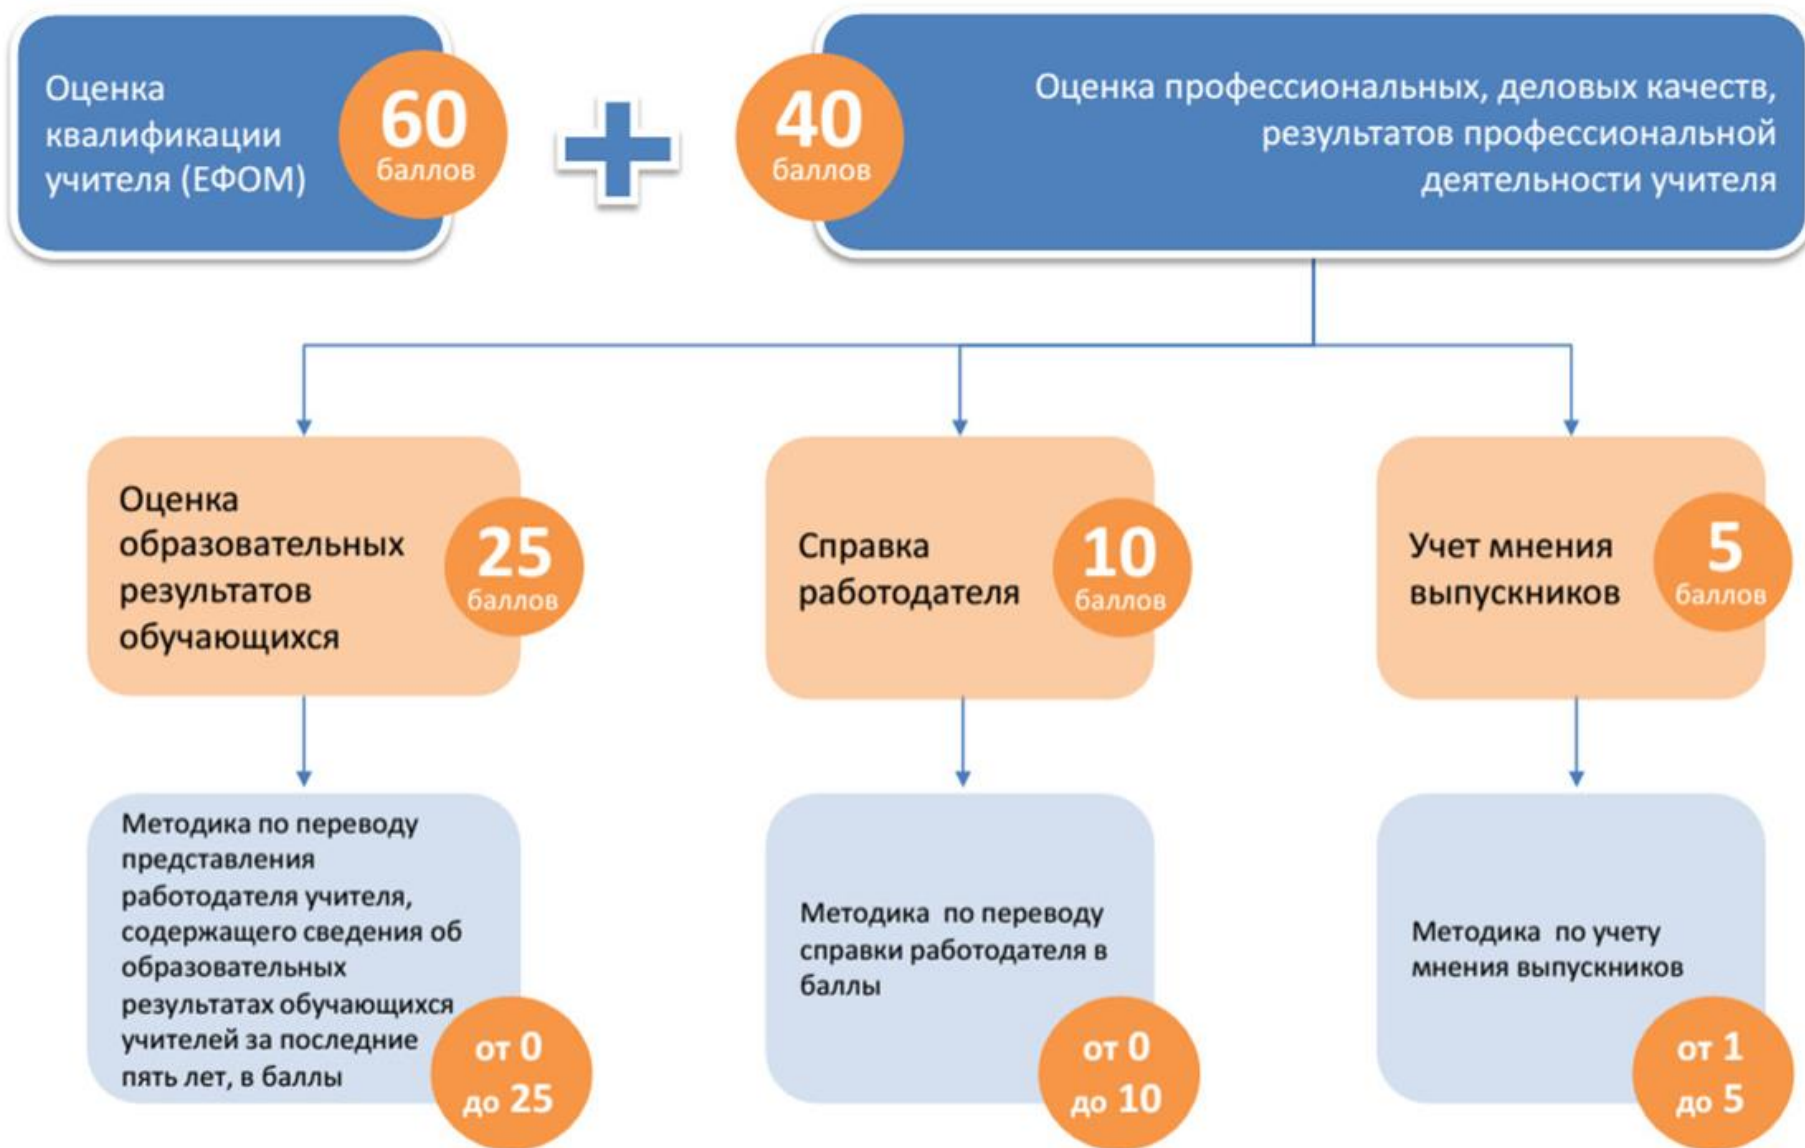 Оценка
квалификации
учителя (ЕФОМ)
60
баллов
40
баллов
Оценка профессиональных, деловых качеств,
результатов профессиональной
деятельности учителя
Оценка
образовательных
результатов
обучающихся
25
баллов
Справка
работодателя
10
баллов
Учет мнения
выпускников
5
баллов
Методика по переводу
представления
работодателя учителя,
содержащего сведения об
образовательных
результатах обучающихся
учителей за последние
пять лет, в баллы
от 0
до 25
Методика по переводу
справки работодателя в
баллы
от 0
до 10
Методика по учету
мнения выпускников
от 1
до 5